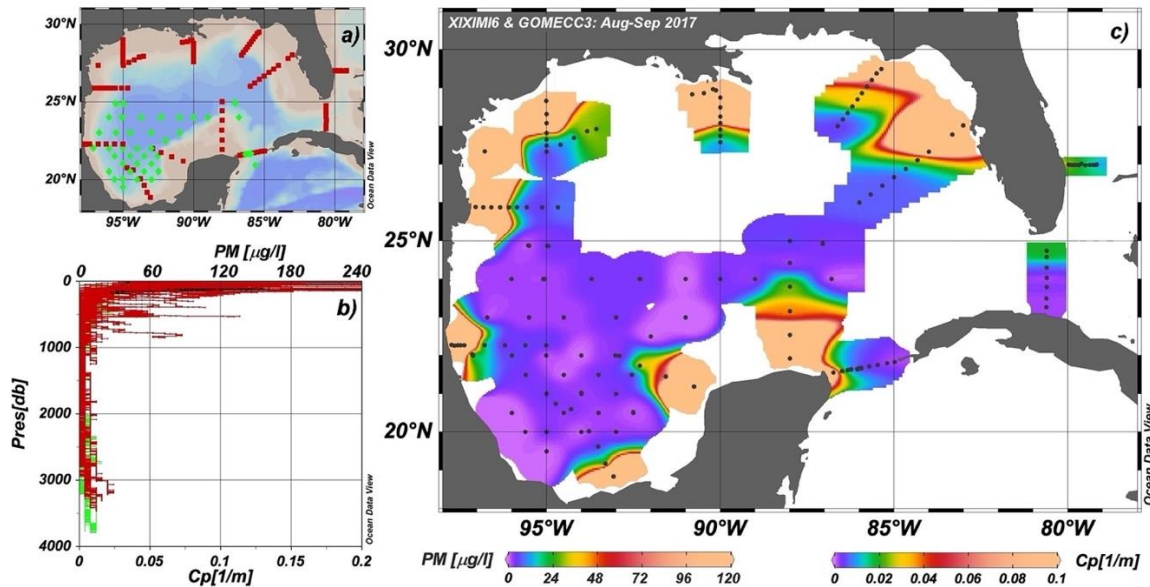 a)
30°N
25°N
20°N
95°W 90°W 85°W 80°W
Ocean Data View
PM [µg/l]
0 60 120 180 240
b)
0
1000
2000
3000
4000
Pres[db]
0 0.05 0.1 0.15 0.2
Cp[1/m]
Ocean Data View
XIXIMI6 & GOMECC3: Aug-Sep 2017
c)
30°N
25°N
20°N
95°W 90°W 85°W 80°W
Ocean Data View
PM [µg/l]
0 24 48 72 96 120
Cp[1/m]
0 0.02 0.04 0.06 0.08 0.1